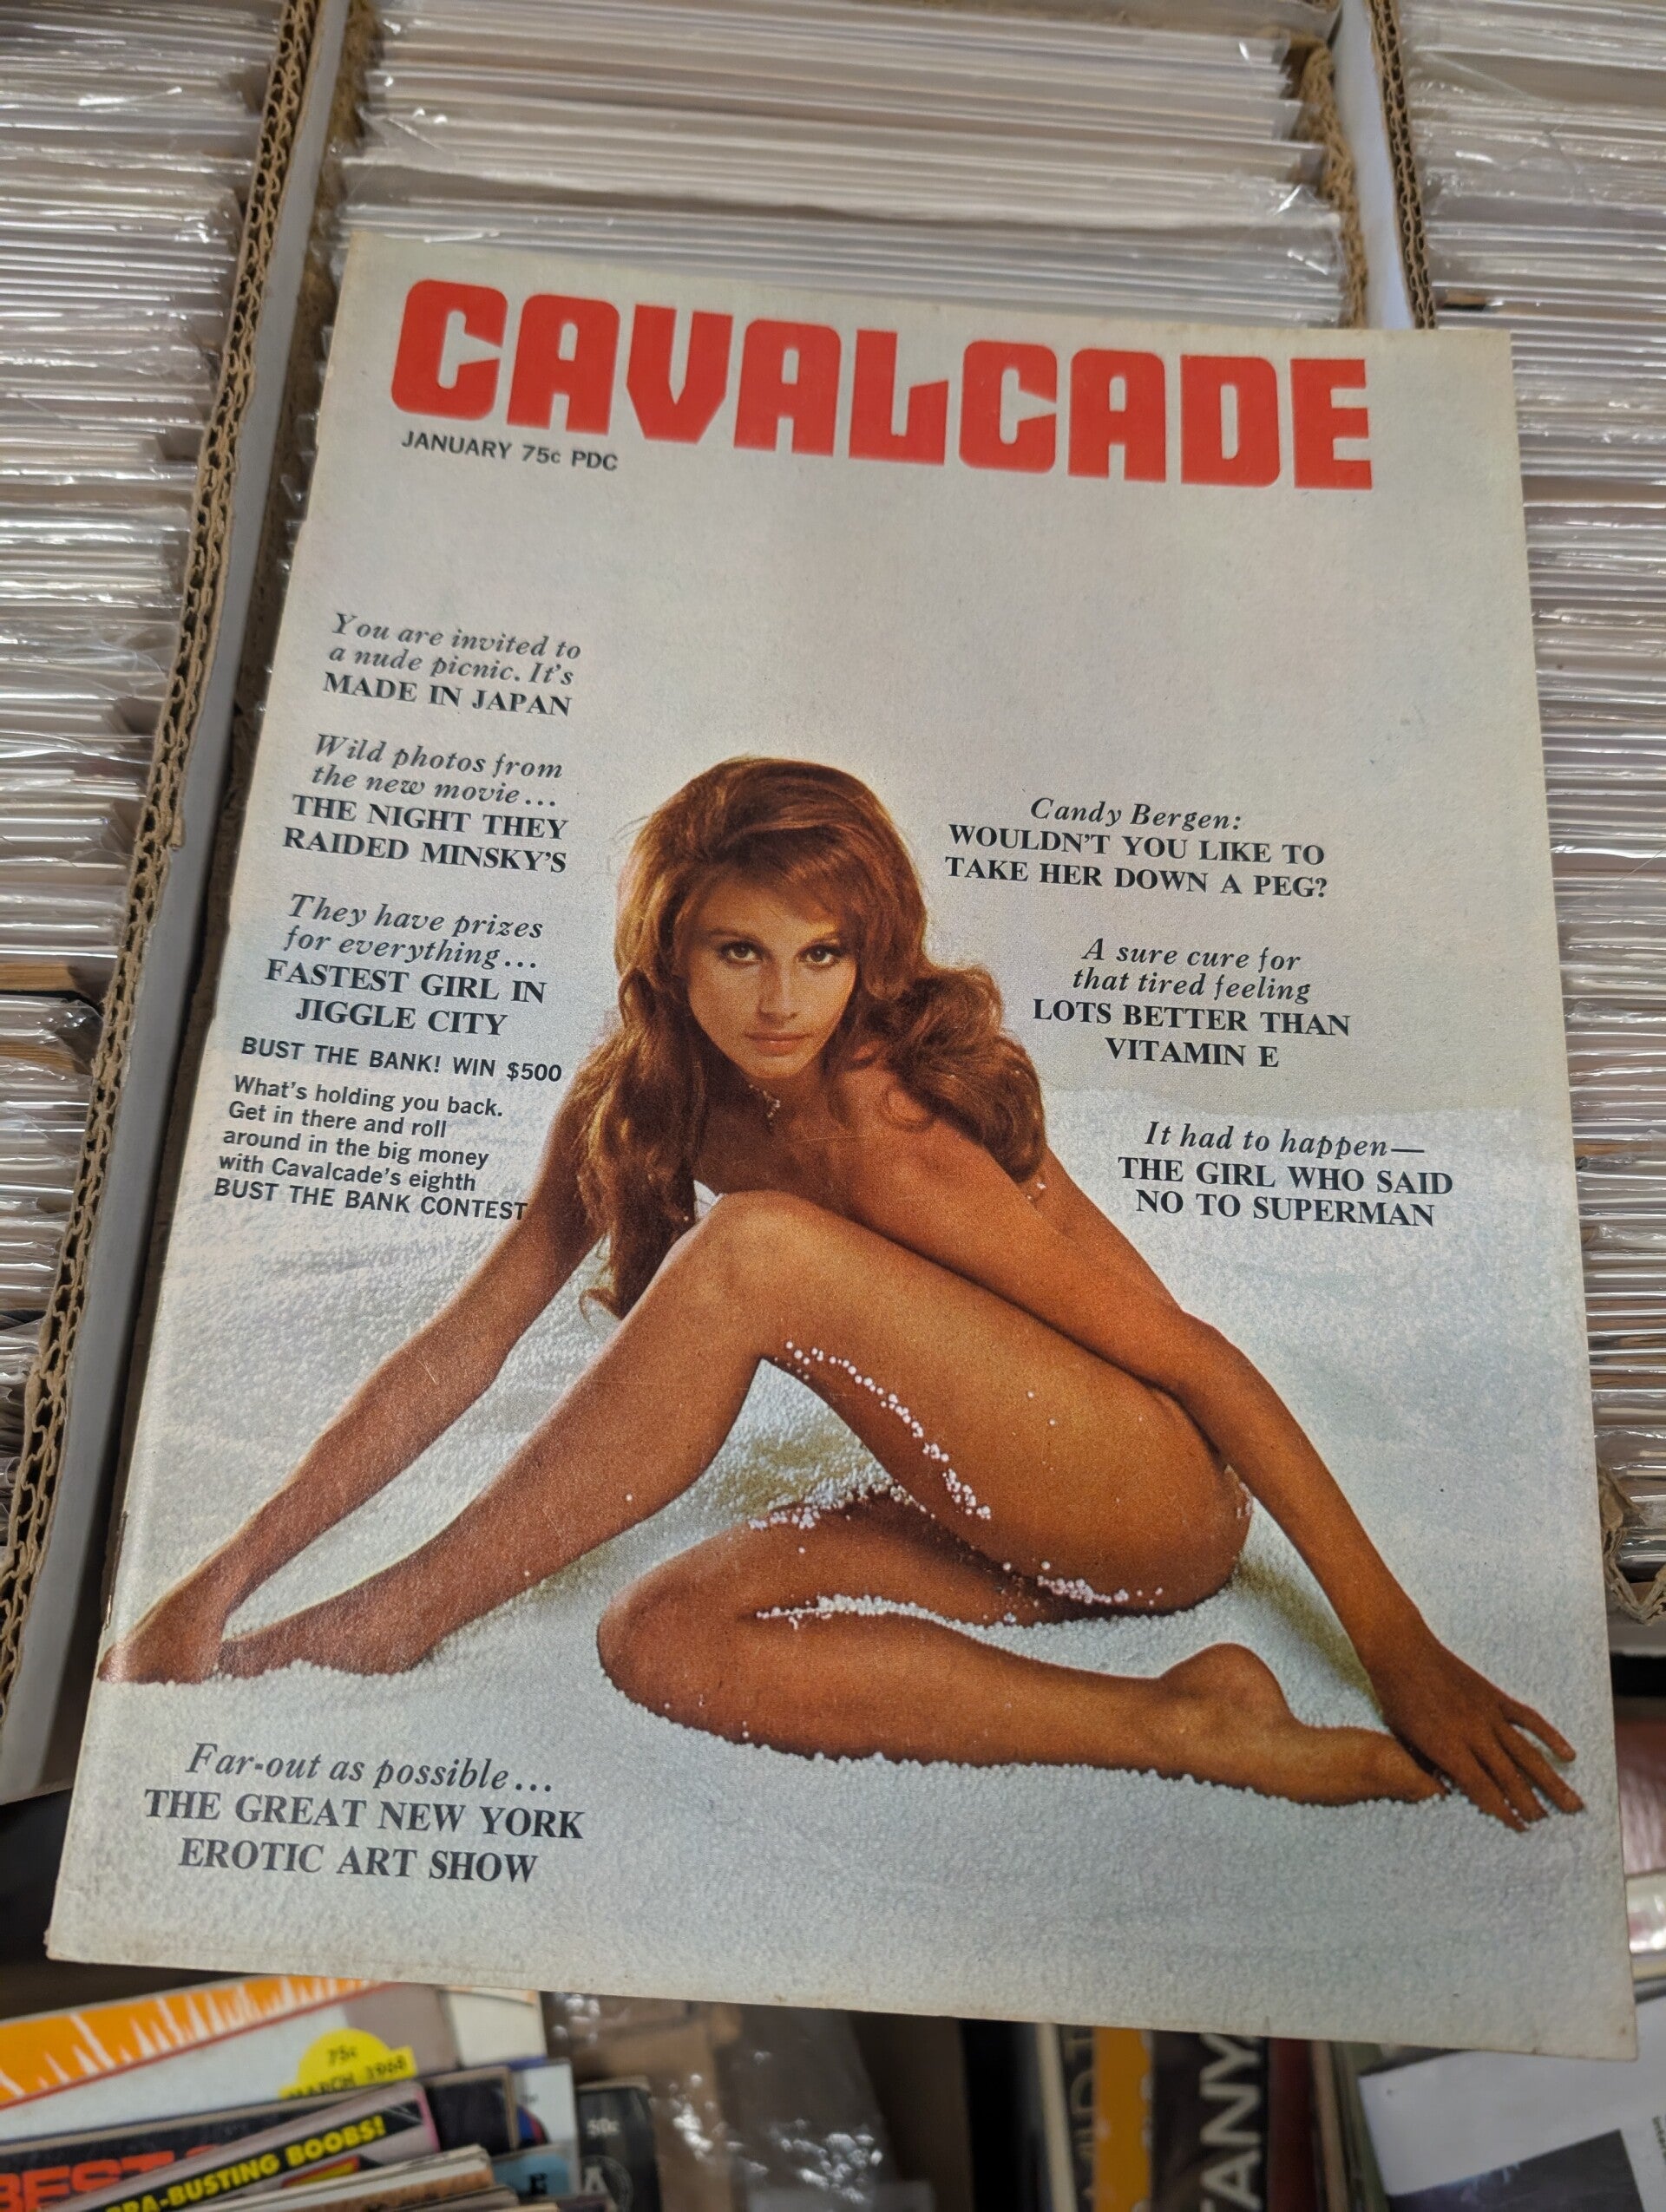 CAVALCADE
JANUARY 75c PDC
You are invited to
a nude picnic. It's
MADE IN JAPAN
Wild photos from
the new movie...
THE NIGHT THEY
RAIDED MINSKY'S
They have prizes
for everything...
FASTEST GIRL IN
JIGGLE CITY
BUST THE BANK! WIN $500
What's holding you back.
Get in there and roll
around in the big money
with Cavalcade's eighth
BUST THE BANK CONTEST
Candy Bergen:
WOULDN'T YOU LIKE TO
TAKE HER DOWN A PEG?
A sure cure for
that tired feeling
LOTS BETTER THAN
VITAMIN E
It had to happen—
THE GIRL WHO SAID
NO TO SUPERMAN
Far-out as possible...
THE GREAT NEW YORK
EROTIC ART SHOW
75c
MARCH 1968
BRA-BUSTING BOOBS!
50c